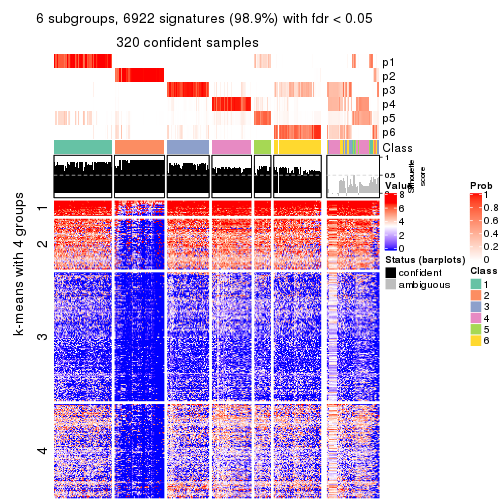 6 subgroups, 6922 signatures (98.9%) with fdr < 0.05
320 confident samples
p1
p2
p3
p4
p5
p6
Class
1
0.5
0
Silhouette
score
k-means with 4 groups
1
2
3
4
Value
8
6
4
2
0
Status (barplots)
confident
ambiguous
Prob
1
0.8
0.6
0.4
0.2
0
Class
1
2
3
4
5
6